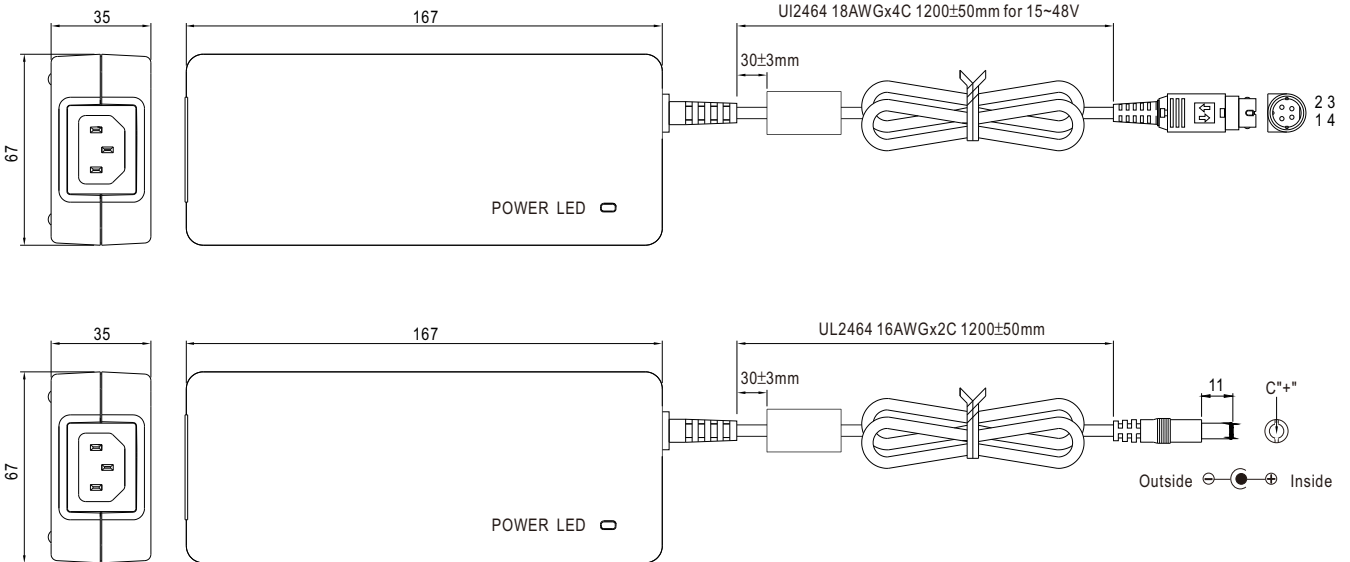 35
167
UI2464 18AWGx4C 1200±50mm for 15~48V
30±3mm
67
2 3
1 4
POWER LED
35
167
UL2464 16AWGx2C 1200±50mm
30±3mm
11
C"+"
67
Outside
Inside
POWER LED